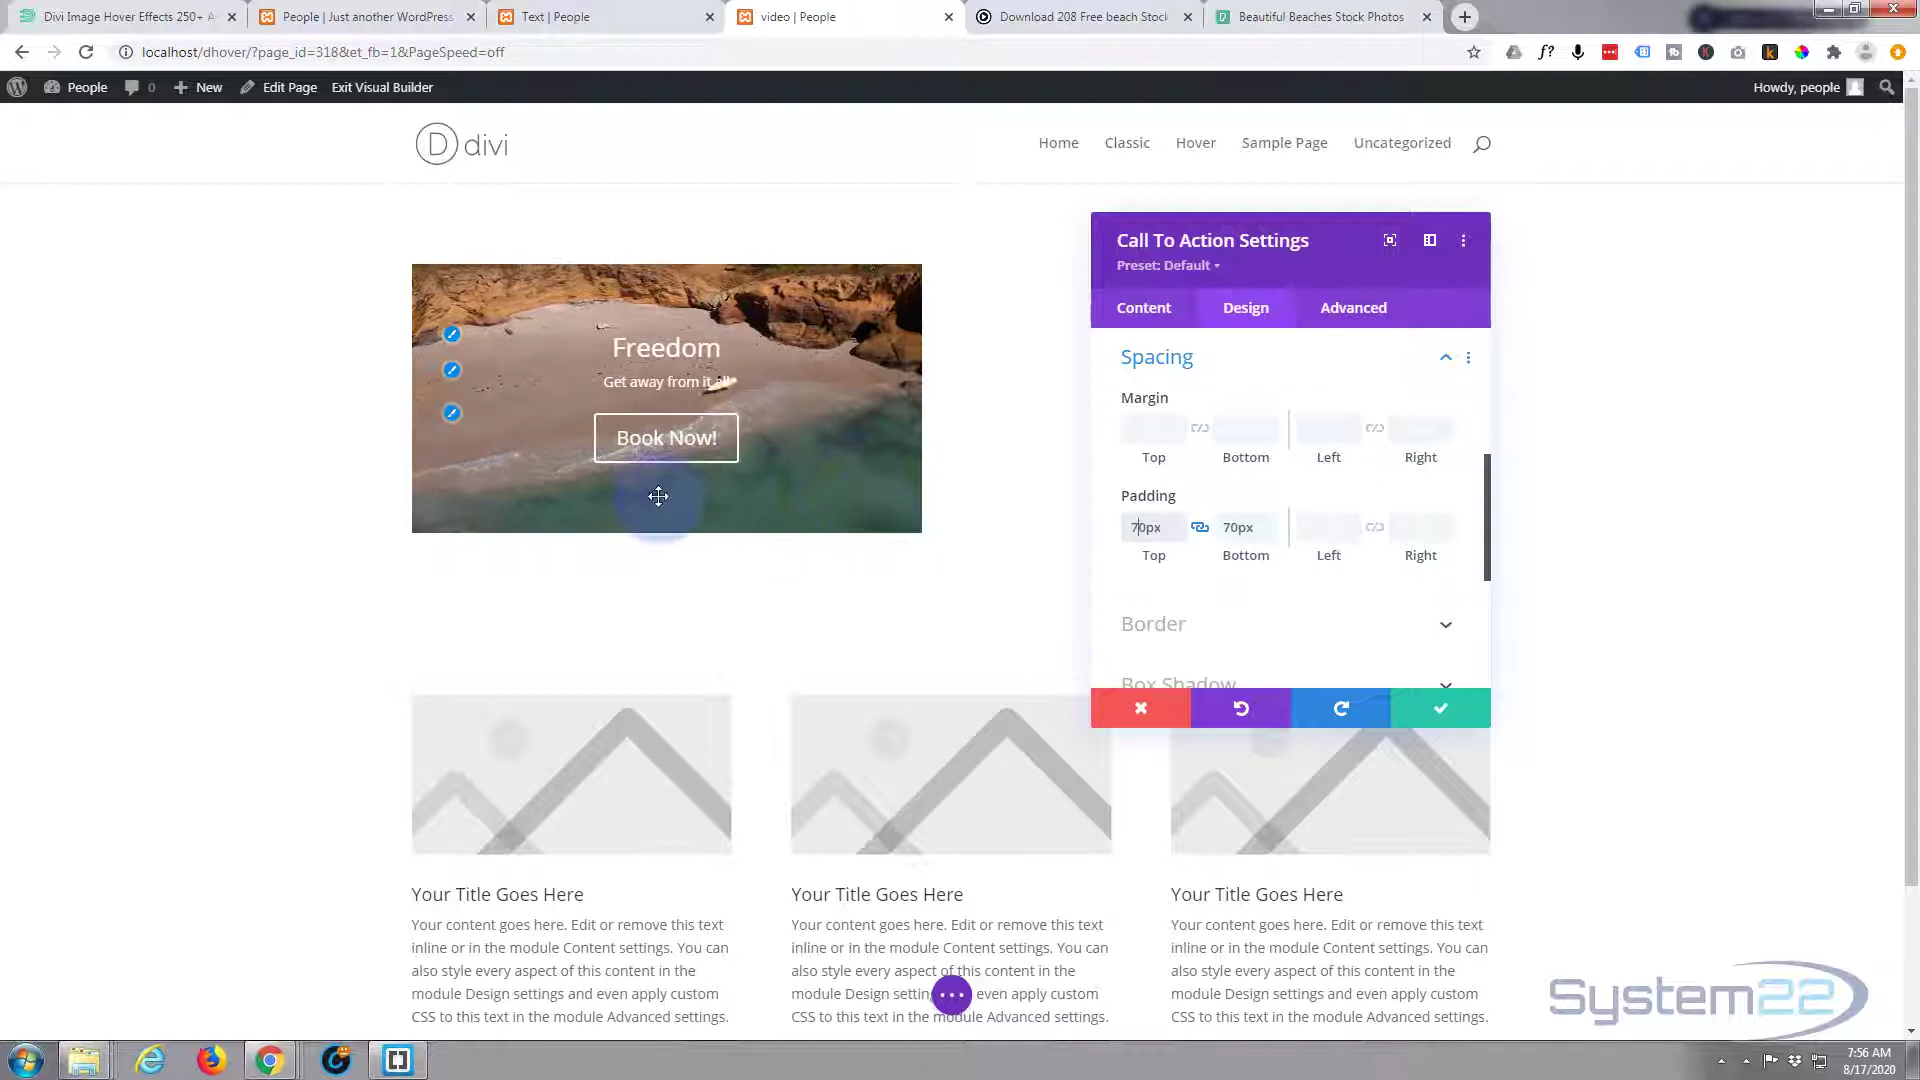 Divi Image Hover Effects 250+ A
People | Just another WordPress
Text | People
video | People
Download 208 Free beach Stock
Beautiful Beaches Stock Photos
localhost/dhover/?page_id=318&et_fb=1&PageSpeed=off
People
0
New
Edit Page
Exit Visual Builder
Howdy, people
D divi
Home
Classic
Hover
Sample Page
Uncategorized
Freedom
Get away from it all
Book Now!
Call To Action Settings
Preset: Default
Content
Design
Advanced
Spacing
Margin
Top
Bottom
Left
Right
Padding
70px
70px
Top
Bottom
Left
Right
Border
Box Shadow
Your Title Goes Here
Your content goes here. Edit or remove this text
inline or in the module Content settings. You can
also style every aspect of this content in the
module Design settings and even apply custom
CSS to this text in the module Advanced settings.
Your Title Goes Here
Your content goes here. Edit or remove this text
inline or in the module Content settings. You can
also style every aspect of this content in the
module Design settings even apply custom
CSS to this text in the module Advanced settings.
Your Title Goes Here
Your content goes here. Edit or remove this text
inline or in the module Content settings. You can
also style every aspect of this content in the
module Design settings and even apply custom
CSS to this text in the module Advanced settings.
System22
7:56 AM
8/17/2020